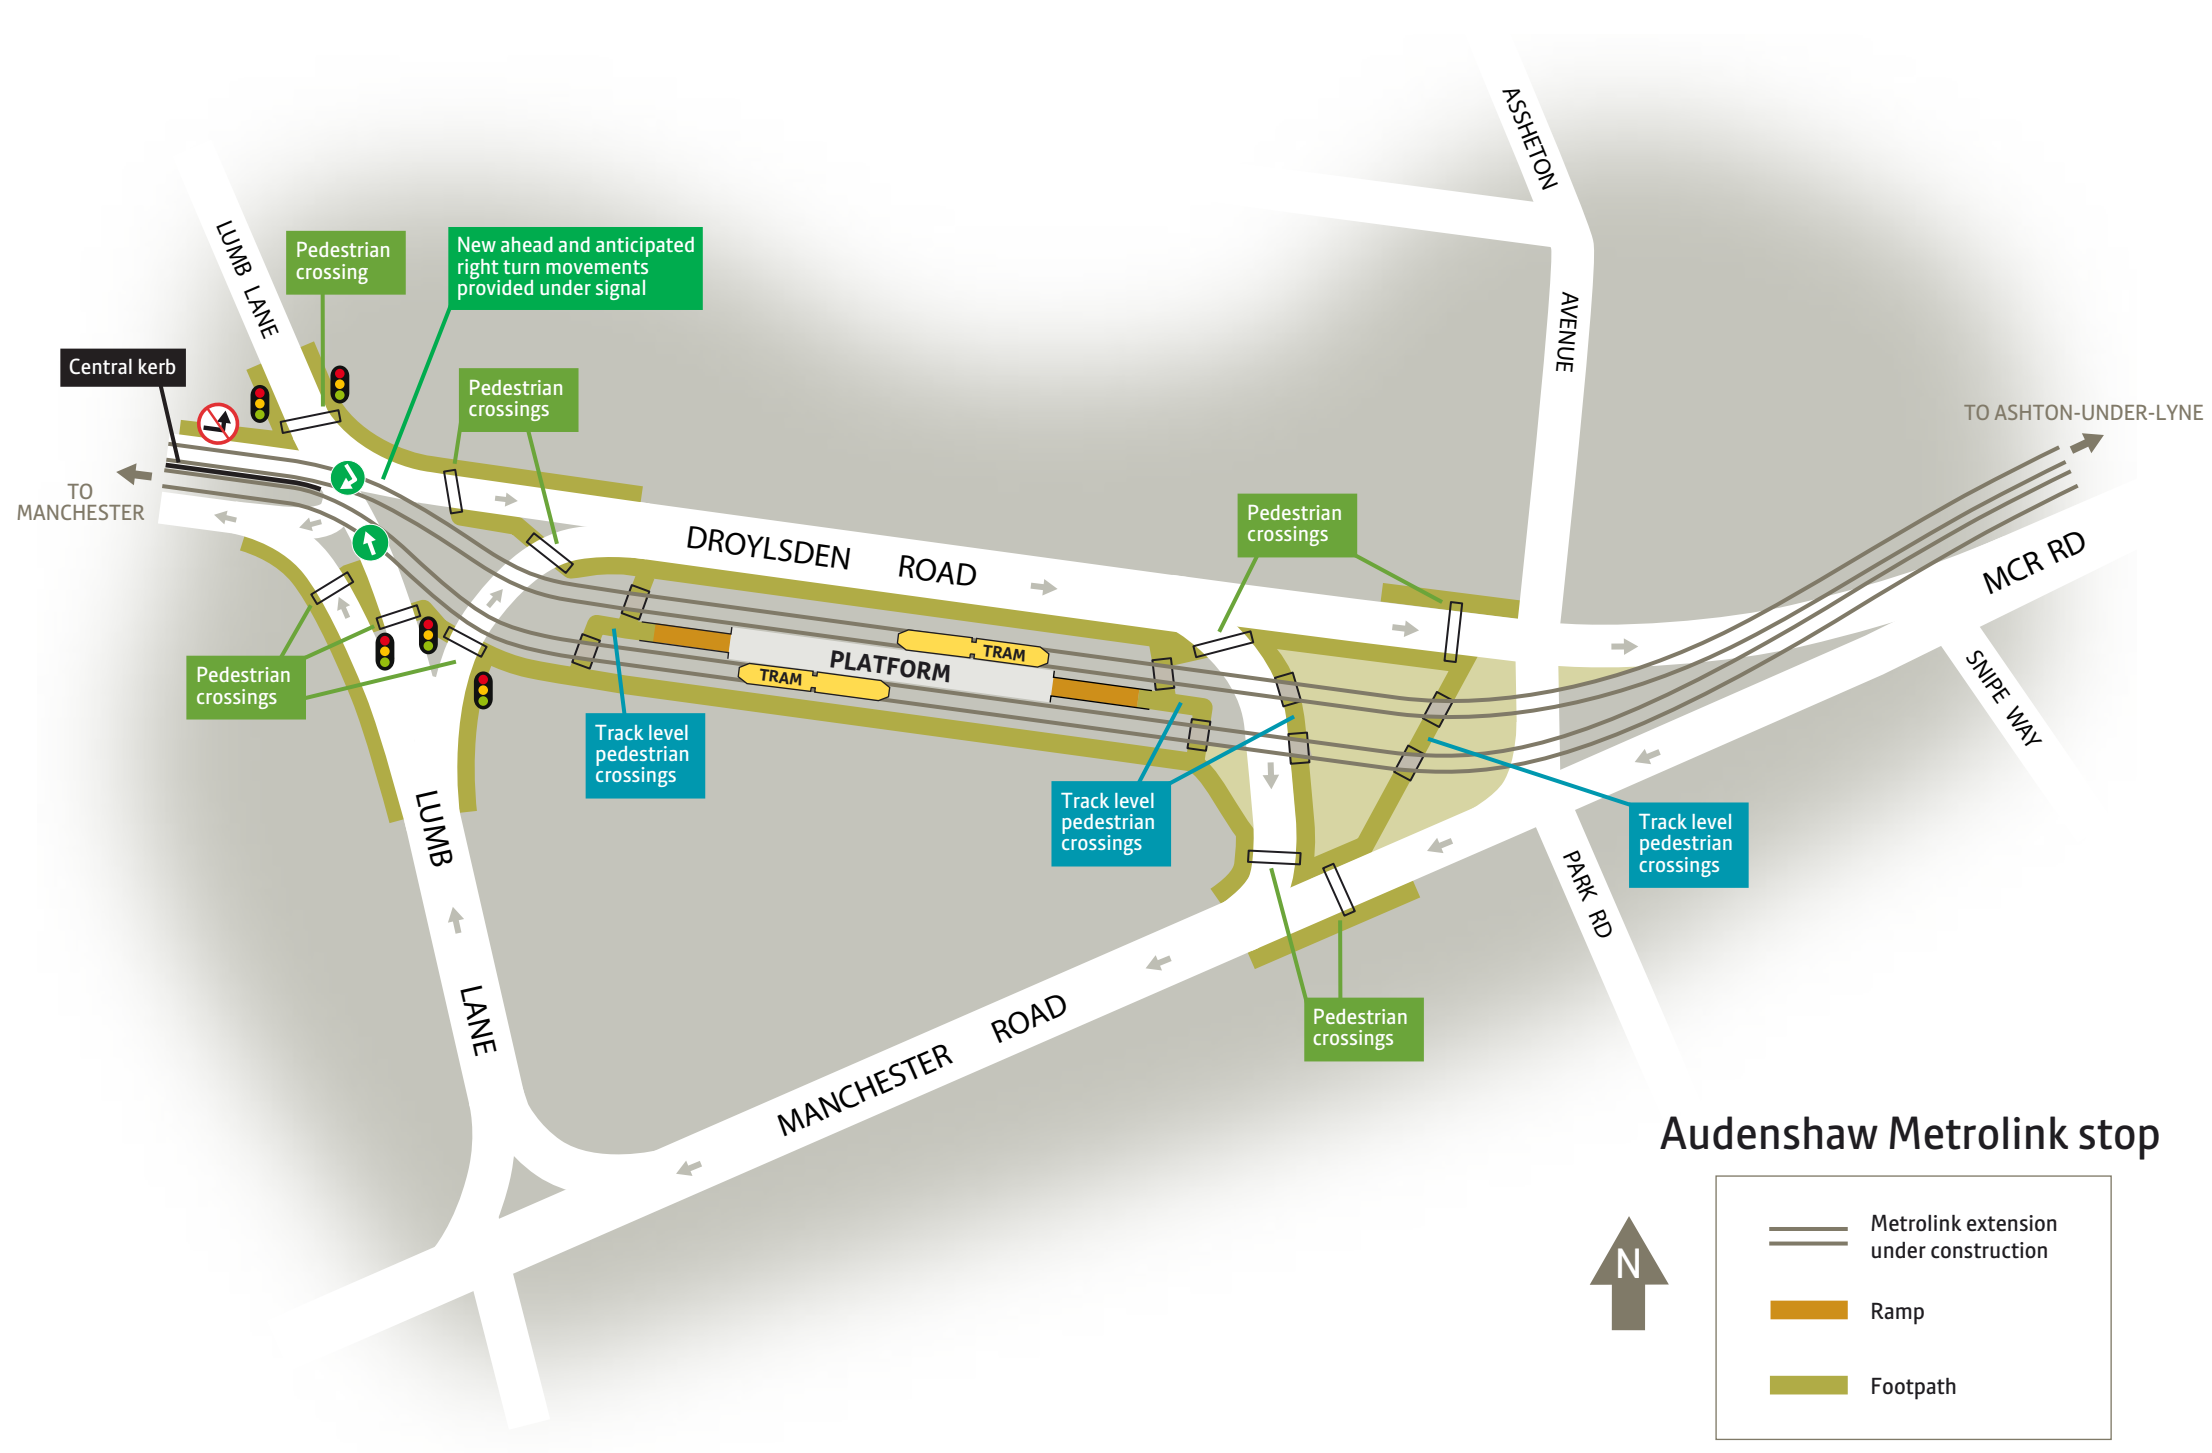 ASSHETON
AVENUE
LUMB LANE
Pedestrian
crossing
New ahead and anticipated
right turn movements
provided under signal
Central kerb
Pedestrian
crossings
TO
MANCHESTER
TO ASHTON-UNDER-LYNE
DROYLSDEN ROAD
Pedestrian
crossings
MCR RD
SNIPE WAY
TRAM
PLATFORM
TRAM
Pedestrian
crossings
Track level
pedestrian
crossings
Track level
pedestrian
crossings
Track level
pedestrian
crossings
PARK RD
LUMB LANE
MANCHESTER ROAD
Pedestrian
crossings
Audenshaw Metrolink stop
N
Metrolink extension
under construction
Ramp
Footpath